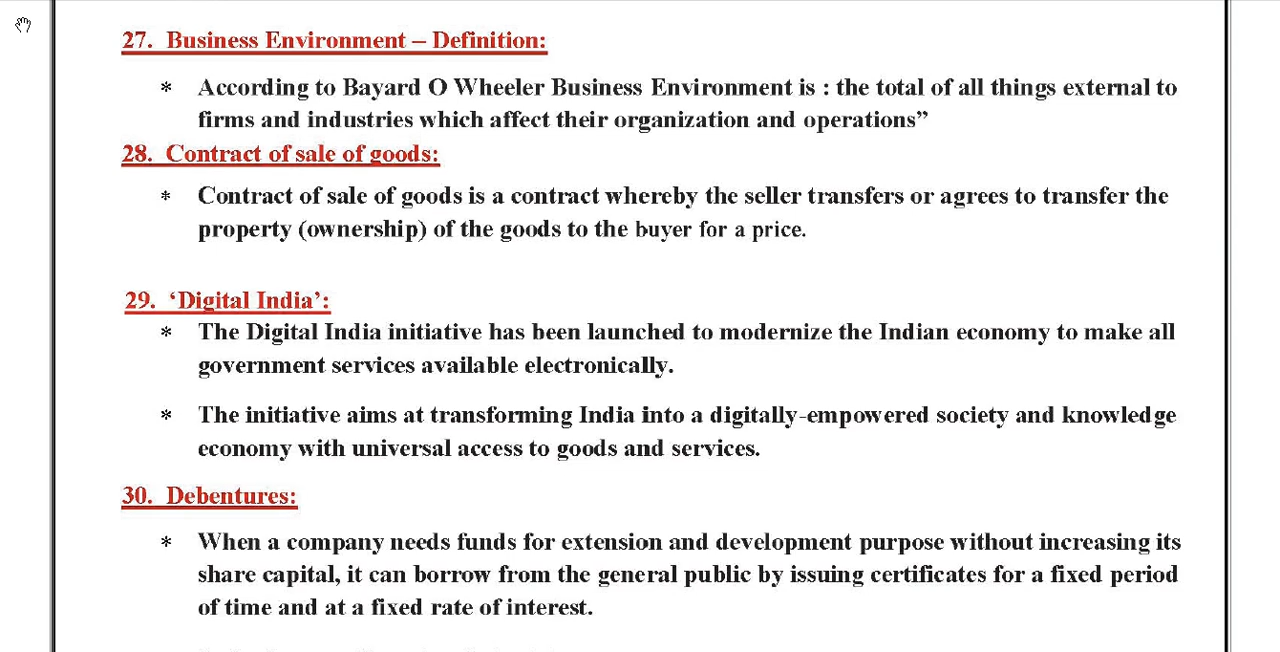 27. Business Environment – Definition:
* According to Bayard O Wheeler Business Environment is : the total of all things external to
firms and industries which affect their organization and operations”
28. Contract of sale of goods:
* Contract of sale of goods is a contract whereby the seller transfers or agrees to transfer the
property (ownership) of the goods to the buyer for a price.
29. ‘Digital India’:
* The Digital India initiative has been launched to modernize the Indian economy to make all
government services available electronically.
* The initiative aims at transforming India into a digitally-empowered society and knowledge
economy with universal access to goods and services.
30. Debentures:
* When a company needs funds for extension and development purpose without increasing its
share capital, it can borrow from the general public by issuing certificates for a fixed period
of time and at a fixed rate of interest.